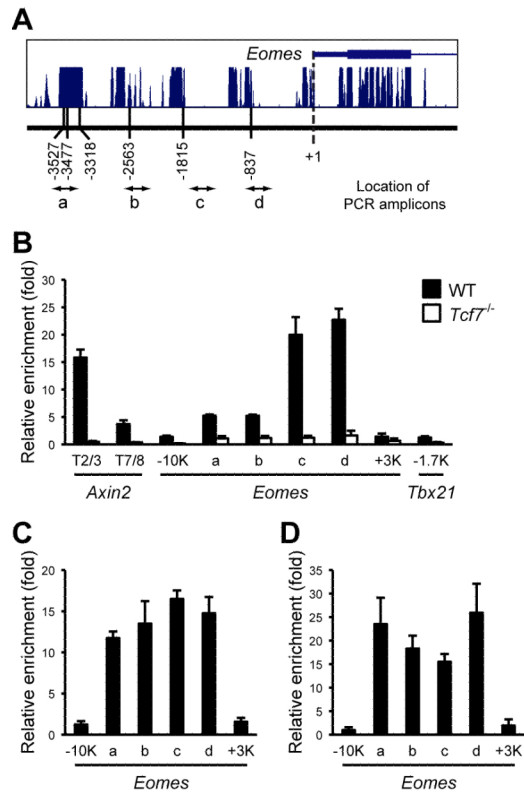 A
Eomes
-3527
-3477
-3318
-2563
-1815
-837
+1
a b c d
Location of
PCR amplicons
B
Relative enrichment (fold)
30
25
20
15
10
5
0
WT
Tcf7-/-
T2/3 T7/8 -10K a b c d +3K -1.7K
Axin2 Eomes Tbx21
C
Relative enrichment (fold)
20
15
10
5
0
-10K a b c d +3K
Eomes
D
Relative enrichment (fold)
35
30
25
20
15
10
5
0
-10K a b c d +3K
Eomes